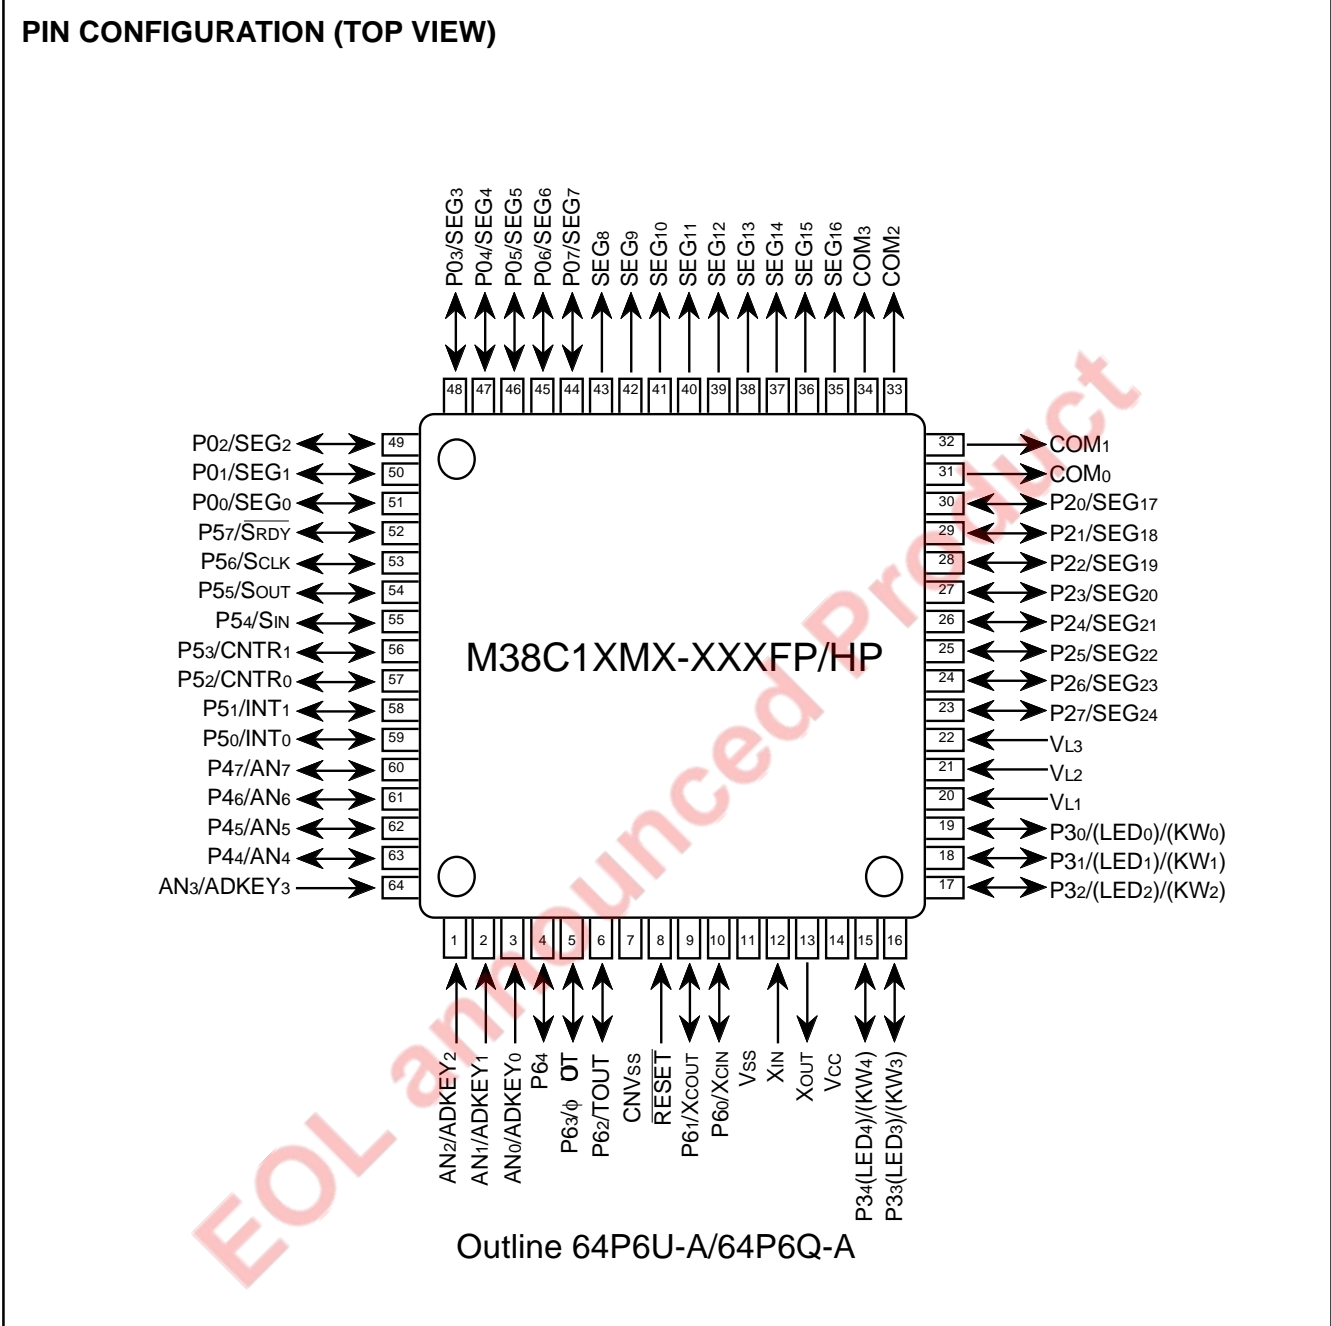 PIN CONFIGURATION (TOP VIEW)
P03/SEG3
P04/SEG4
P05/SEG5
P06/SEG6
P07/SEG7
SEG8
SEG9
SEG10
SEG11
SEG12
SEG13
SEG14
SEG15
SEG16
COM3
COM2
48 47 46 45 44 43 42 41 40 39 38 37 36 35 34 33
P02/SEG2 49
P01/SEG1 50
P00/SEG0 51
P57/SRDY 52
P56/SCLK 53
P55/SOUT 54
P54/SIN 55
P53/CNTR1 56
P52/CNTR0 57
P51/INT1 58
P50/INT0 59
P47/AN7 60
P46/AN6 61
P45/AN5 62
P44/AN4 63
AN3/ADKEY3 64
M38C1XMX-XXXFP/HP
32 COM1
31 COM0
30 P20/SEG17
29 P21/SEG18
28 P22/SEG19
27 P23/SEG20
26 P24/SEG21
25 P25/SEG22
24 P26/SEG23
23 P27/SEG24
22 VL3
21 VL2
20 VL1
19 P30/(LED0)/(KW0)
18 P31/(LED1)/(KW1)
17 P32/(LED2)/(KW2)
1 2 3 4 5 6 7 8 9 10 11 12 13 14 15 16
AN2/ADKEY2
AN1/ADKEY1
AN0/ADKEY0
P64
P63/ϕ
P62/TOUT
CNVSS
RESET
P61/XCOUT
P60/XCIN
VSS
XIN
XOUT
VCC
P34(LED4)/(KW4)
P33(LED3)/(KW3)
Outline 64P6U-A/64P6Q-A
EOL announced Product